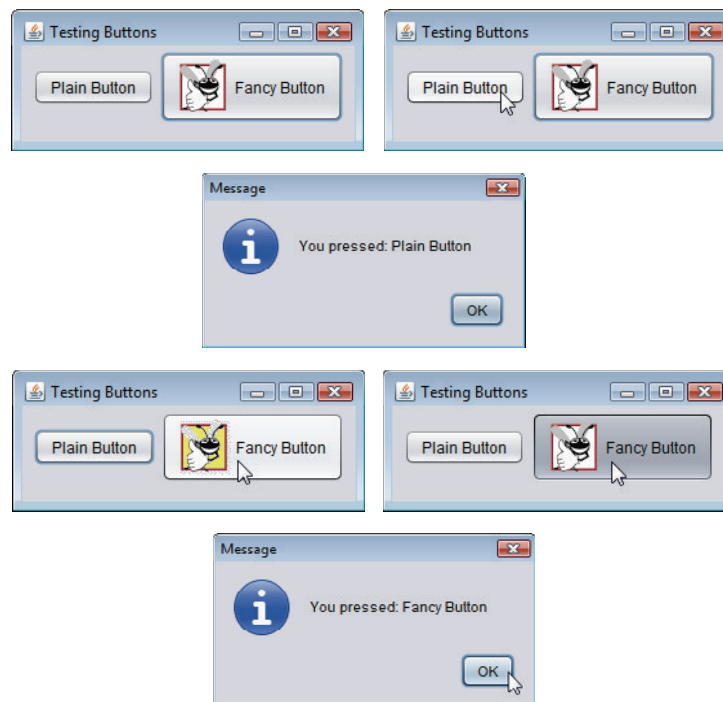 Testing Buttons
Plain Button
Fancy Button
Testing Buttons
Plain Button
Fancy Button
Message
You pressed: Plain Button
OK
Testing Buttons
Plain Button
Fancy Button
Testing Buttons
Plain Button
Fancy Button
Message
You pressed: Fancy Button
OK